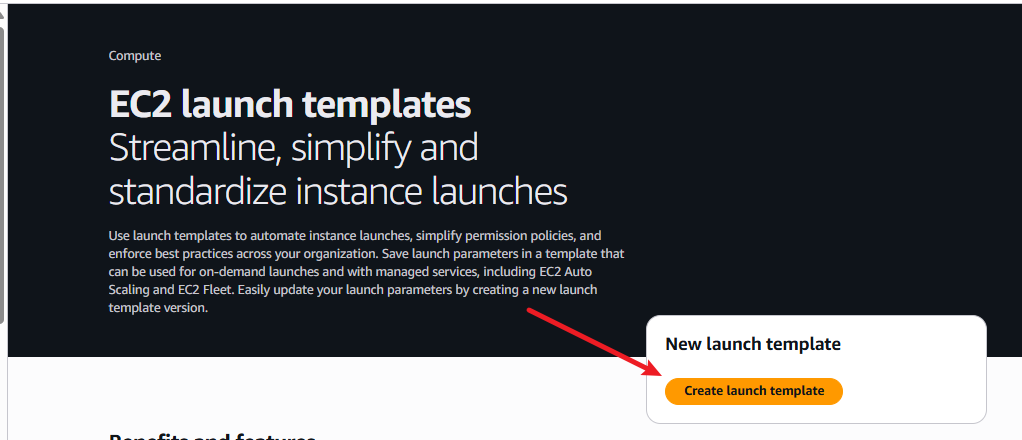 Compute
EC2 launch templates
Streamline, simplify and
standardize instance launches
Use launch templates to automate instance launches, simplify permission policies, and
enforce best practices across your organization. Save launch parameters in a template that
can be used for on-demand launches and with managed services, including EC2 Auto
Scaling and EC2 Fleet. Easily update your launch parameters by creating a new launch
template version.
New launch template
Create launch template
Benefits and features